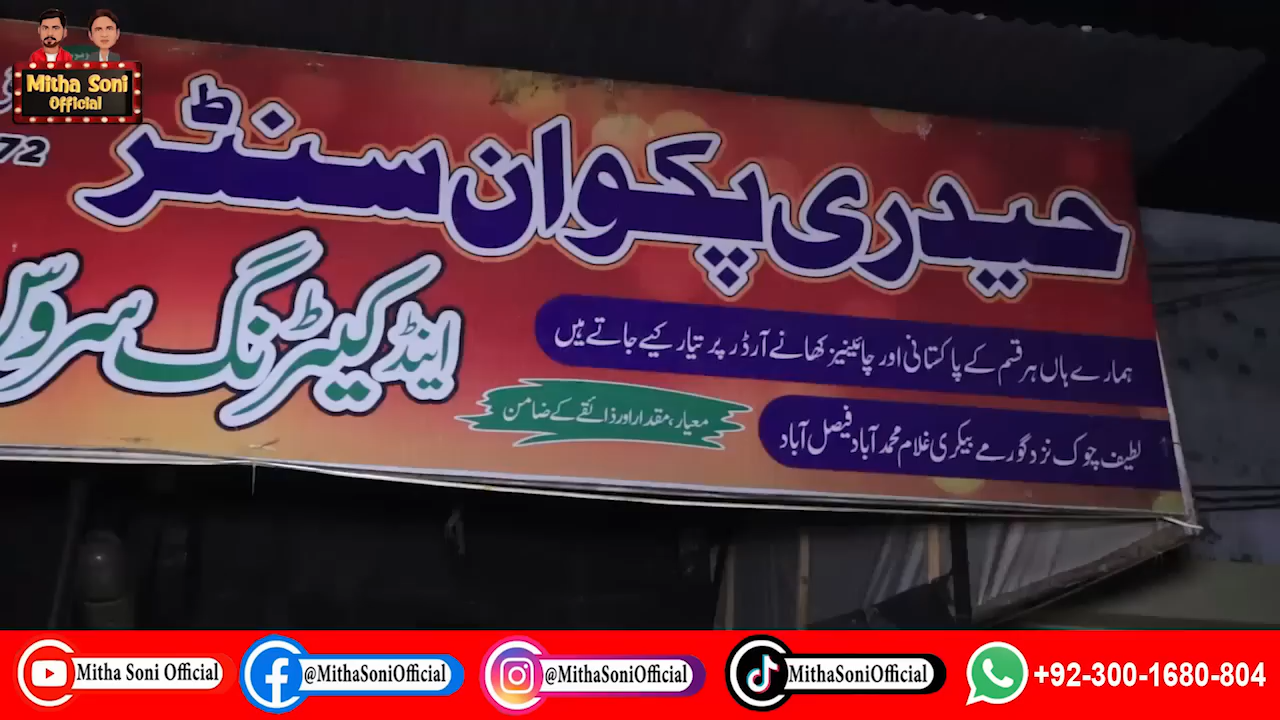 Mitha Soni
Official
حیدری پکوان سنٹر
72
اینڈ کیٹرنگ سروس
ہمارے ہاں ہر قسم کے پاکستانی اور چائینیز کھانے آرڈر پر تیار کیے جاتے ہیں
معیار، مقدار اور ذائقے کے ضامن
لطیف چوک نزد گورمے بیکری غلام محمد آباد فیصل آباد
Mitha Soni Official
@MithaSoniOfficial
@MithaSoniOfficial
@MithaSoniOfficial
+92-300-1680-804